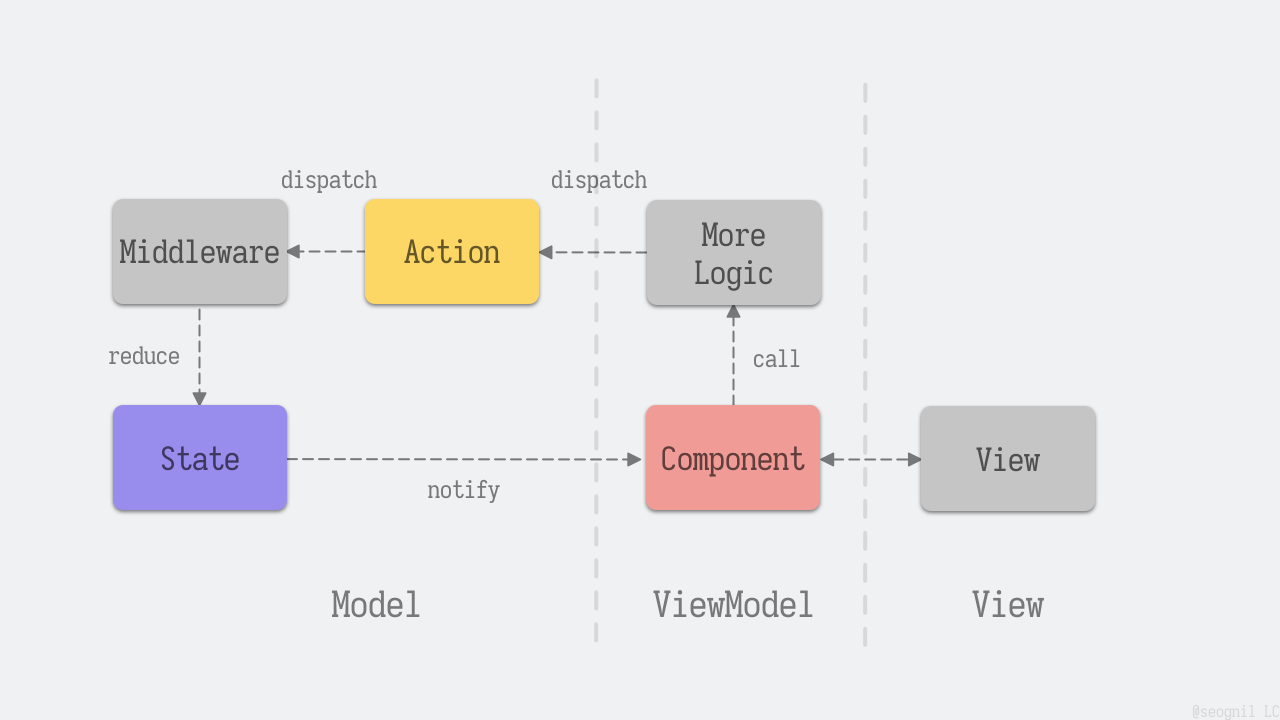 dispatch
dispatch
Middleware
Action
More
Logic
reduce
call
State
Component
View
notify
Model
ViewModel
View
@seognil LC